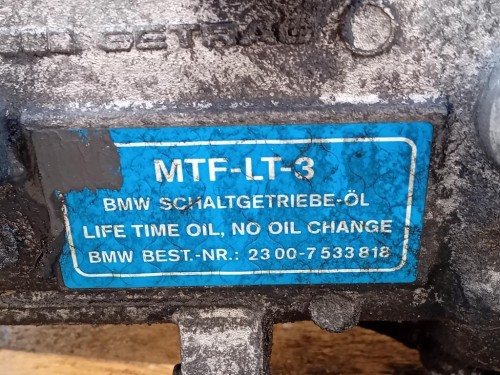 GETRAG
MTF-LT-3
BMW SCHALTGETRIEBE-ÖL
LIFE TIME OIL, NO OIL CHANGE
BMW BEST.-NR.: 23 00-7 533 818